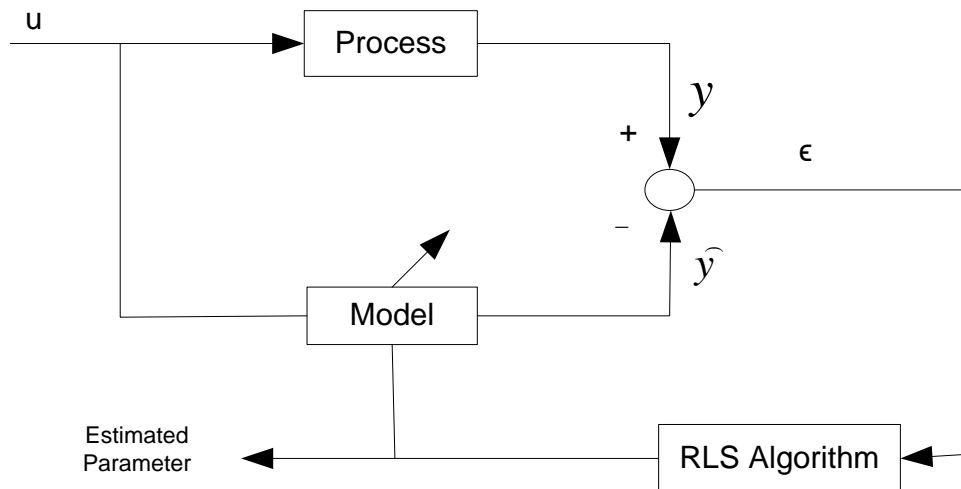 u
Process
y
+
ϵ
−
ŷ
Model
Estimated
Parameter
RLS Algorithm